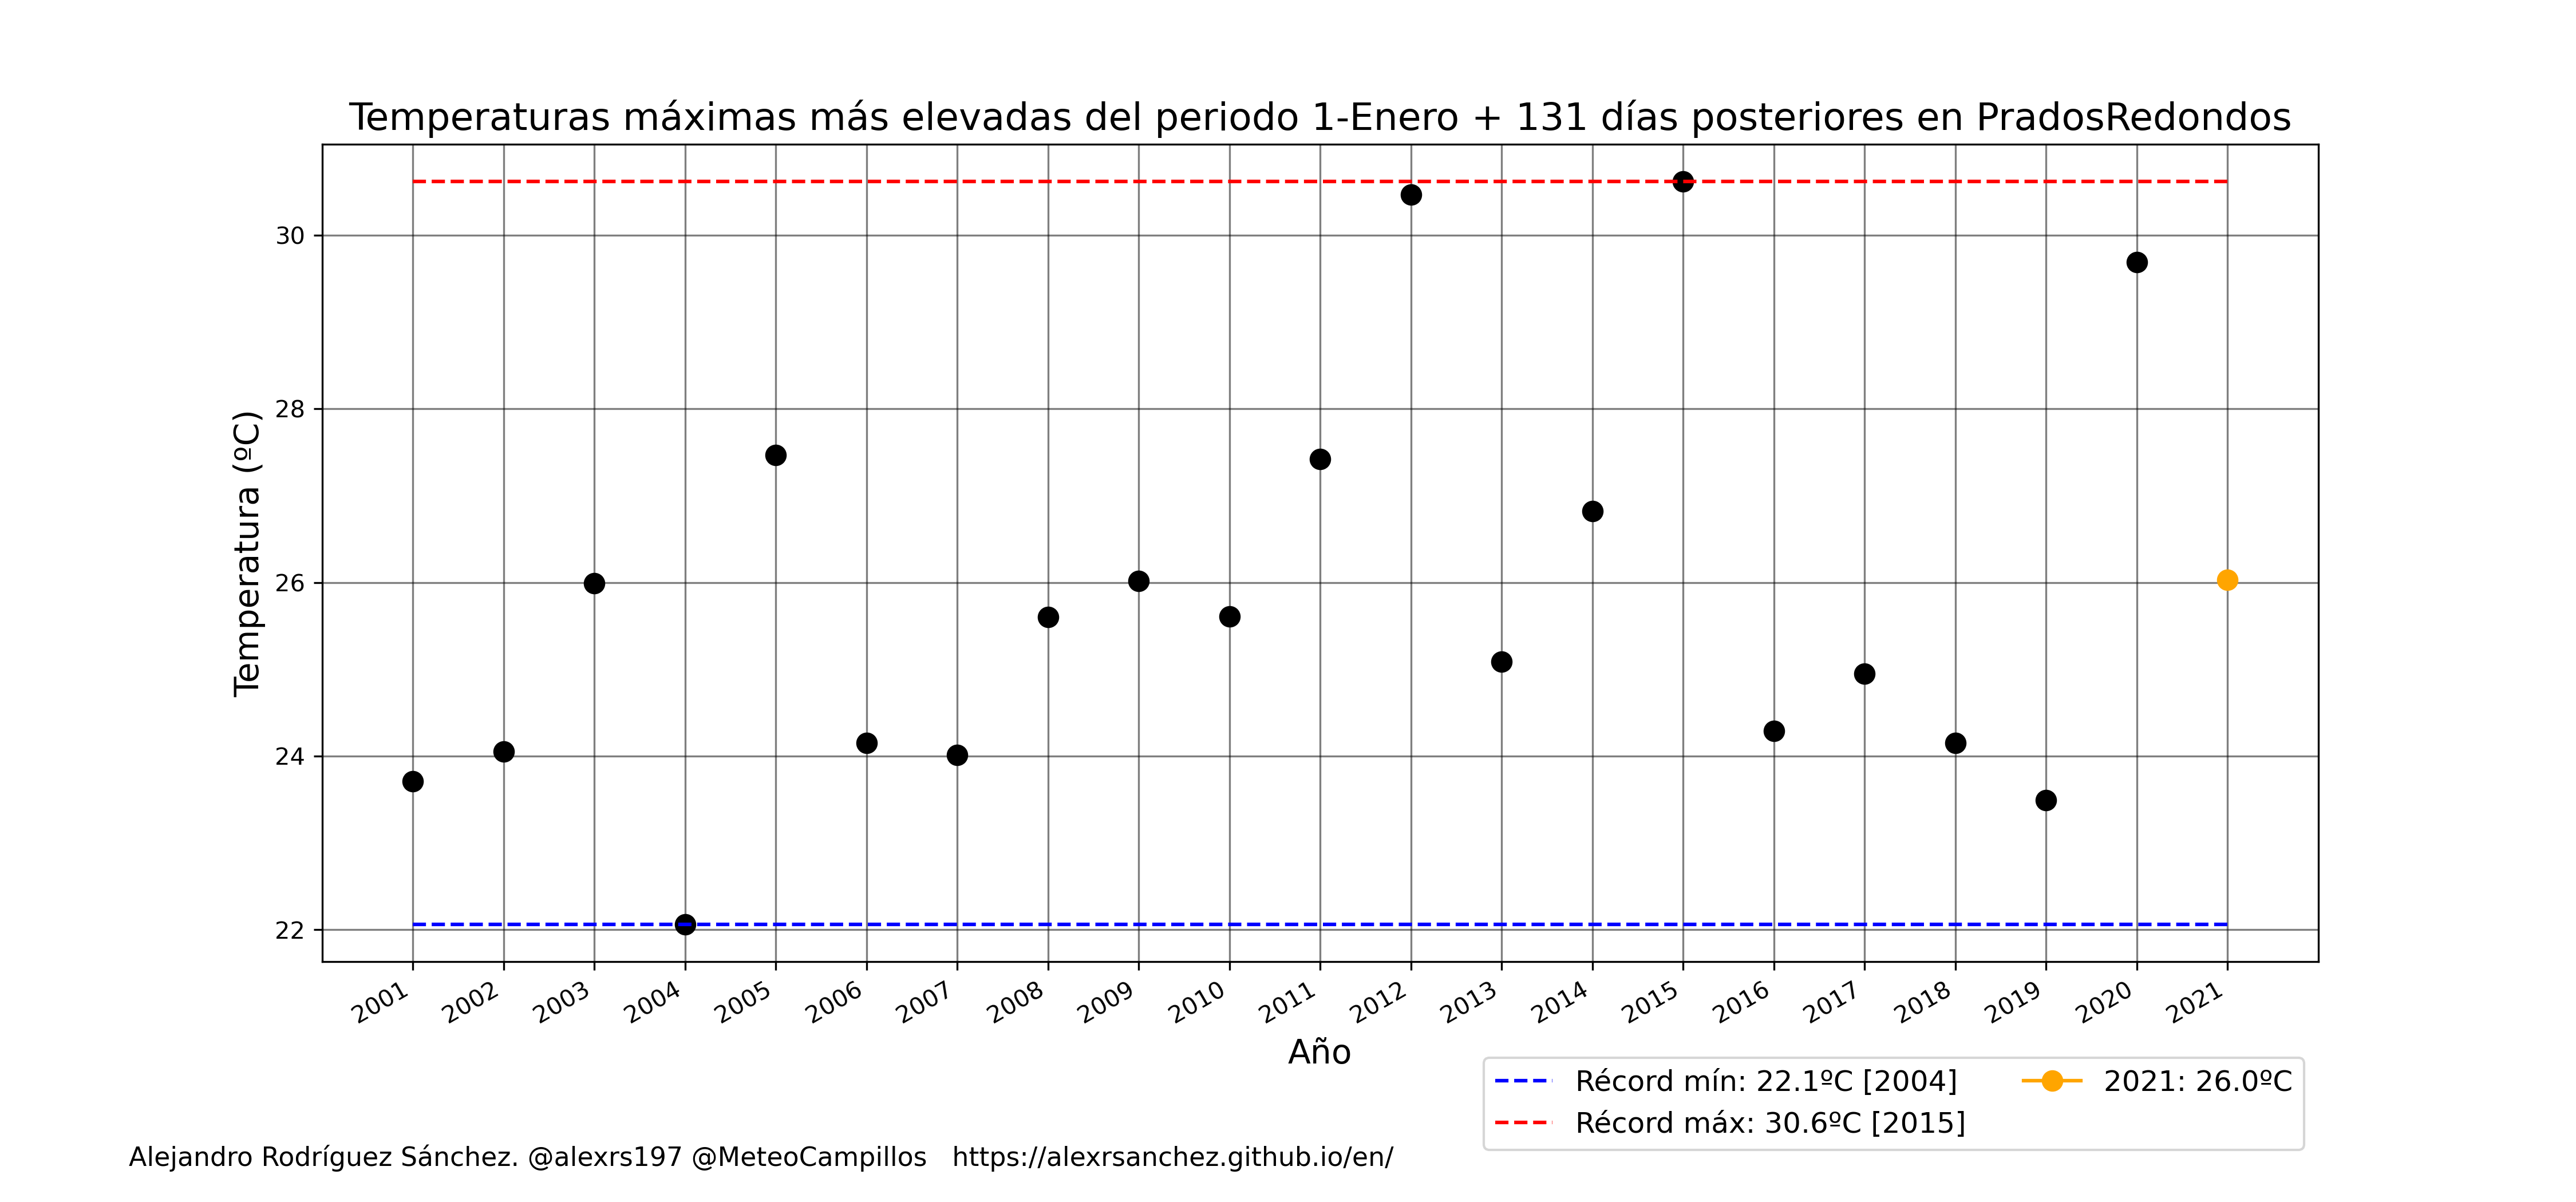 Temperaturas máximas más elevadas del periodo 1-Enero + 131 días posteriores en PradosRedondos
Temperatura (ºC)
30
28
26
24
22
2001 2002 2003 2004 2005 2006 2007 2008 2009 2010 2011 2012 2013 2014 2015 2016 2017 2018 2019 2020 2021
Año
Récord mín: 22.1ºC [2004] 2021: 26.0ºC
Récord máx: 30.6ºC [2015]
Alejandro Rodríguez Sánchez. @alexrs197 @MeteoCampillos https://alexrsanchez.github.io/en/